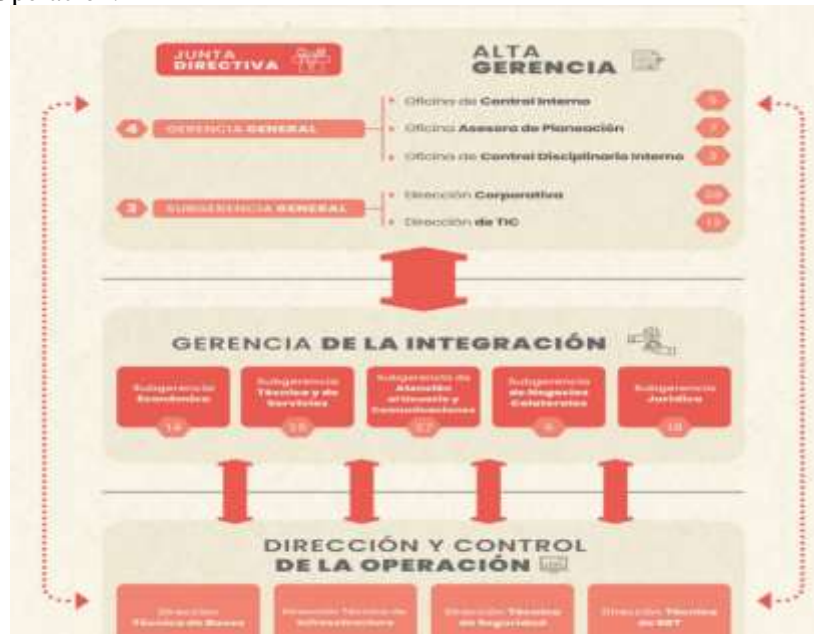 JUNTA
DIRECTIVA
ALTA
GERENCIA
Oficina de Control Interno
4 GERENCIA GENERAL
Oficina Asesora de Planeación
Oficina de Control Disciplinario Interno
SUBGERENCIA GENERAL
Dirección Corporativa
Dirección de TIC
GERENCIA DE LA INTEGRACIÓN
Subgerencia
Económica
Subgerencia
Técnica y de
Servicios
Subgerencia de
Atención
al Usuario y
Comunicaciones
Subgerencia
de Negocios
Colaterales
Subgerencia
Jurídica
DIRECCIÓN Y CONTROL
DE LA OPERACIÓN
Dirección
Técnica de Buses
Dirección Técnica de
Infraestructura
Dirección Técnica
de Seguridad
Dirección Técnica
de BRT